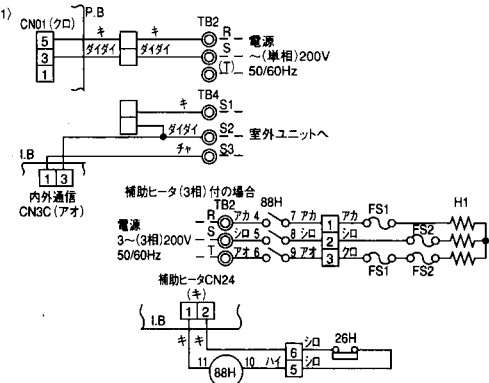 1)
CN01(クロ)
P.B
5
3
1
キ
キ
ダイダイ
ダイダイ
TB2
R
S
(T)
電源
~(単相)200V
50/60Hz
TB4
キ
S1
ダイダイ
S2
室外ユニットへ
チャ
S3
I.B
1 3
内外通信
CN3C(アオ)
補助ヒータ(3相)付の場合
電源
3~(3相)200V
50/60Hz
TB2
88H
H1
R アカ 4 7 アカ 1 アカ FS1
S シロ 5 8 シロ 2 シロ FS2
T アオ 6 9 アオ 3 クロ FS1 FS2
補助ヒータCN24
(キ)
1 2
I.B
キ キ
6 シロ 26H
11 88H 10 ハイ 5 シロ